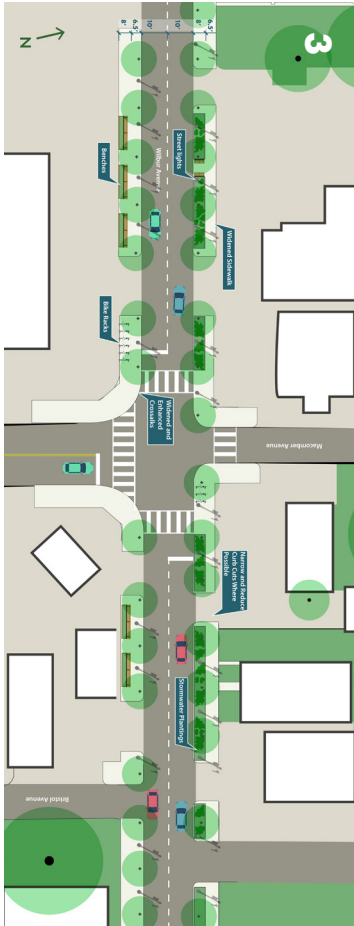 3
N
8'
6.5'
10'
10'
8'
6.5'
Wilbur Avenue
Street lights
Widened Sidewalk
Benches
Bike Racks
Widened and
Enhanced
Crossalks
Macomber Avenue
Narrow and Reduce
Curb Cuts Where
Possible
Stormwater Plantings
Bristol Avenue